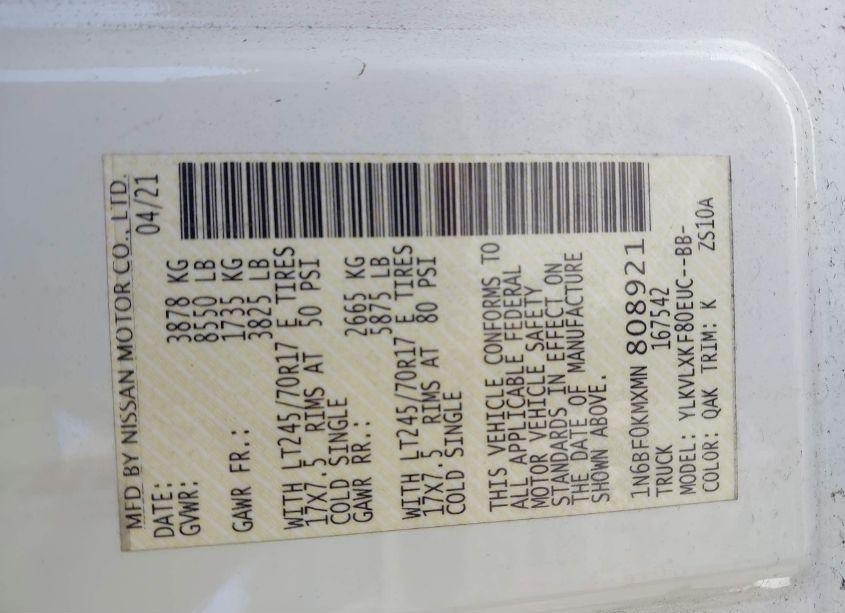 MFD BY NISSAN MOTOR CO., LTD.
DATE: 04/21
GVWR: 3878 KG
8550 LB
GAWR FR.: 1735 KG
3825 LB
WITH LT245/70R17 E TIRES
17X7.5 RIMS AT 50 PSI
COLD SINGLE
GAWR RR.: 2665 KG
5875 LB
WITH LT245/70R17 E TIRES
17X7.5 RIMS AT 80 PSI
COLD SINGLE
THIS VEHICLE CONFORMS TO
ALL APPLICABLE FEDERAL
MOTOR VEHICLE SAFETY
STANDARDS IN EFFECT ON
THE DATE OF MANUFACTURE
SHOWN ABOVE.
1N6BF0KMXMN 808921
TRUCK 167542
MODEL: YLKVLXKF80EUC--BB-
COLOR: QAK TRIM: K ZS10A